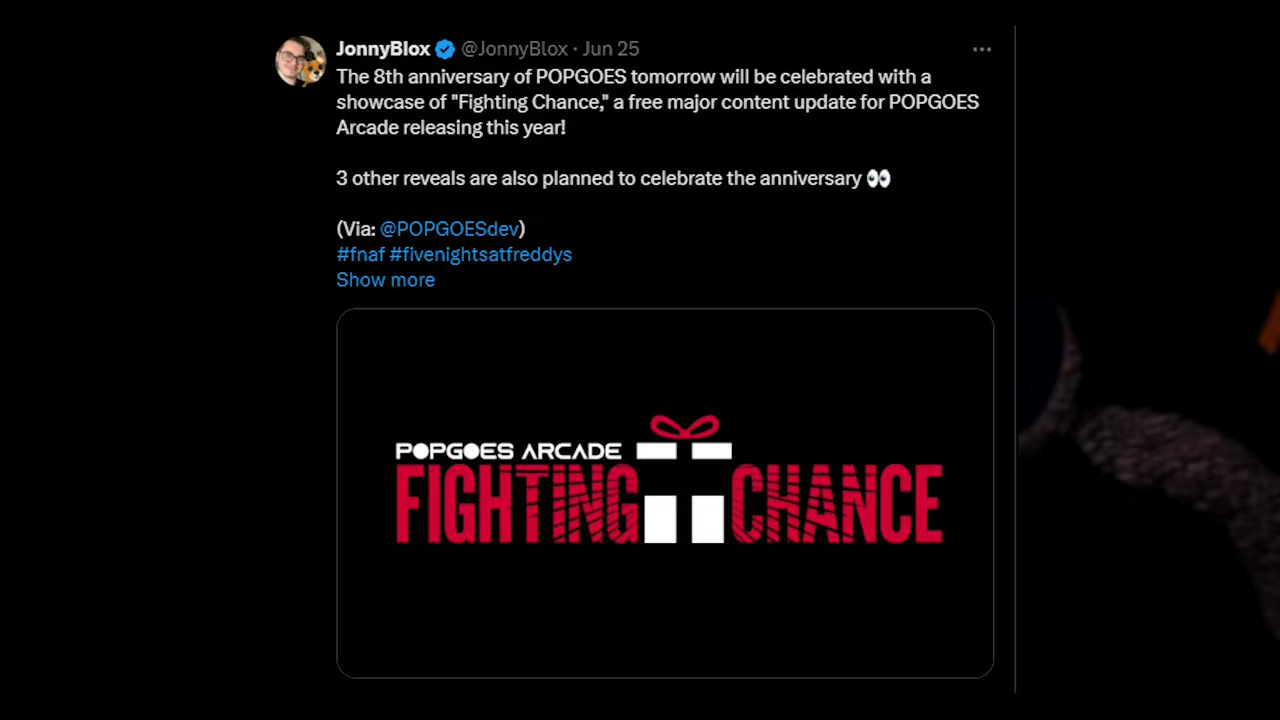 JonnyBlox @JonnyBlox · Jun 25
The 8th anniversary of POPGOES tomorrow will be celebrated with a
showcase of "Fighting Chance," a free major content update for POPGOES
Arcade releasing this year!
3 other reveals are also planned to celebrate the anniversary 👀
(Via: @POPGOESdev)
#fnaf #fivenightsatfreddys
Show more
POPGOES ARCADE
FIGHTING CHANCE